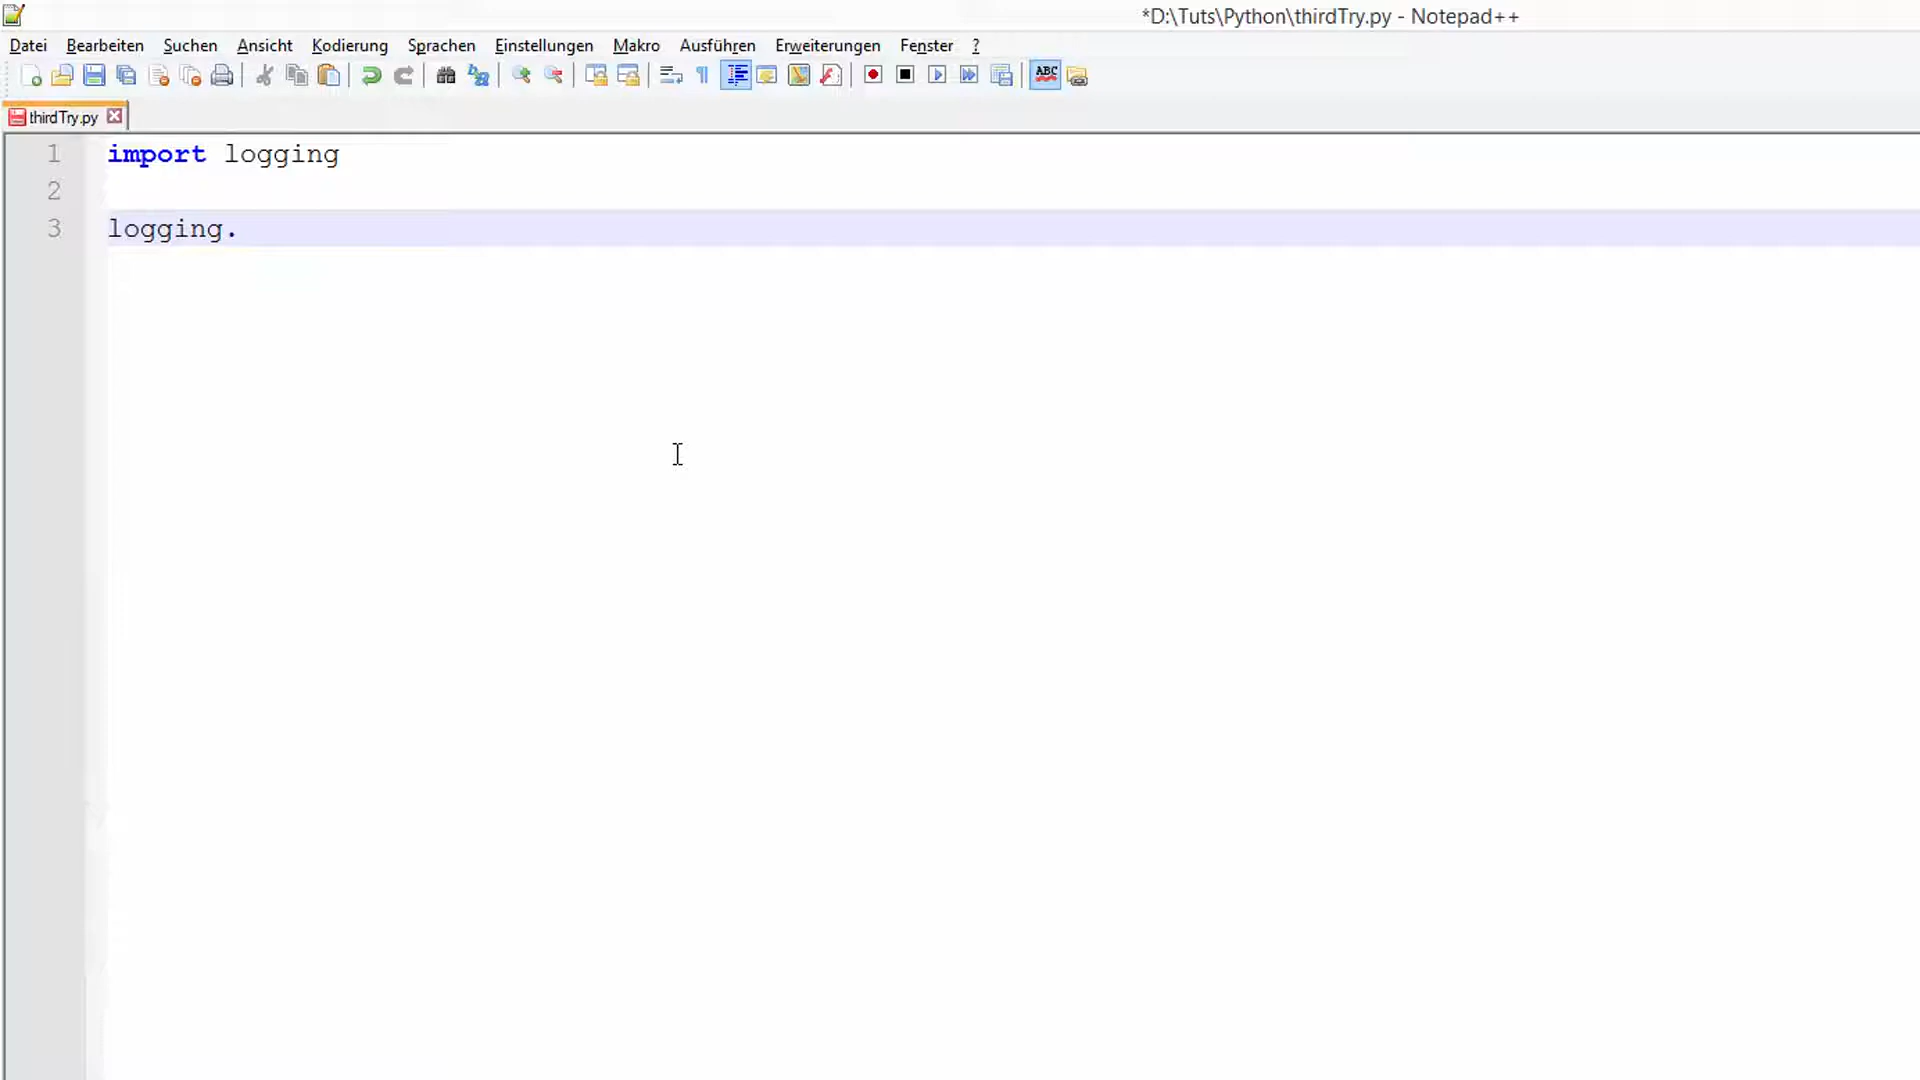 *D:\Tuts\Python\thirdTry.py - Notepad++
Datei Bearbeiten Suchen Ansicht Kodierung Sprachen Einstellungen Makro Ausführen Erweiterungen Fenster ?
ABC
thirdTry.py
1 import logging
2
3 logging.